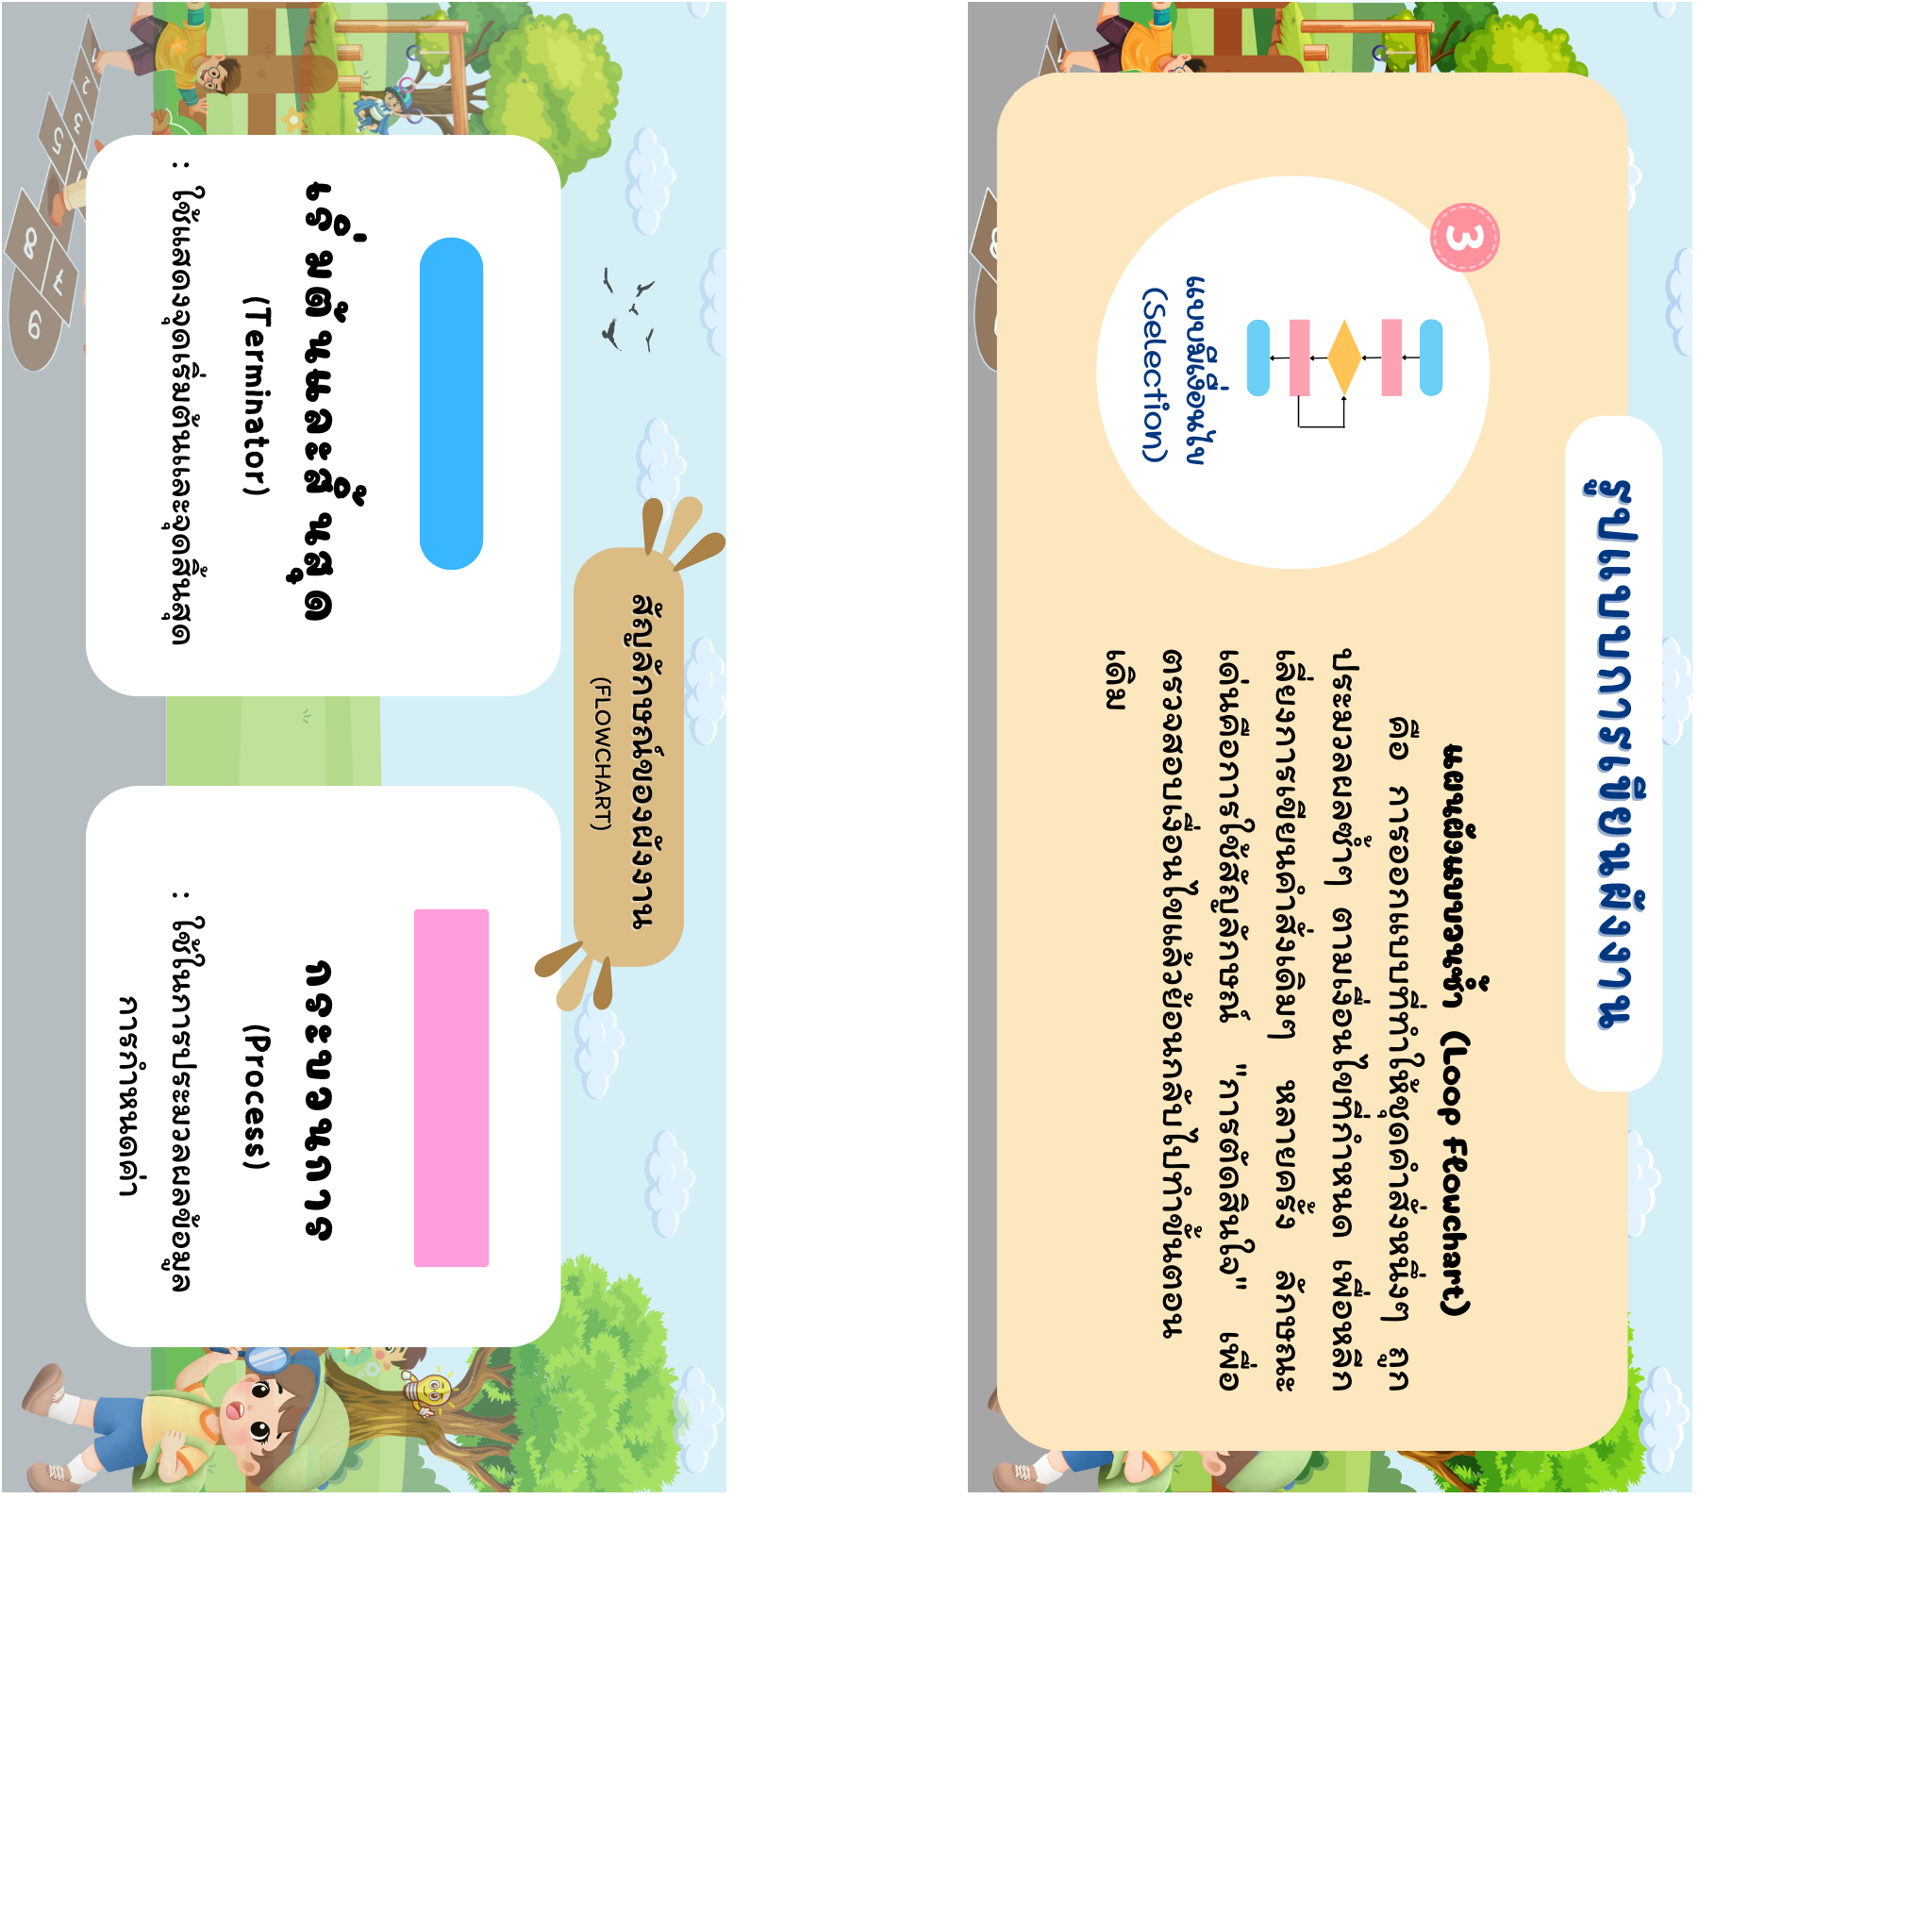 รูปแบบการเขียนผังงาน
3
แบบมีเงื่อนไข
(Selection)
แผนผังแบบวนซ้ำ (Loop Flowchart)
คือ การออกแบบที่ทำให้ชุดคำสั่งหนึ่งๆ ถูก
ประมวลผลซ้ำๆ ตามเงื่อนไขที่กำหนด เพื่อหลีก
เลี่ยงการเขียนคำสั่งเดิมๆ หลายครั้ง ลักษณะ
เด่นคือการใช้สัญลักษณ์ "การตัดสินใจ" เพื่อ
ตรวจสอบเงื่อนไขแล้วย้อนกลับไปทำขั้นตอน
เดิม
สัญลักษณ์ของผังงาน
(FLOWCHART)
เริ่มต้นและสิ้นสุด
(Terminator)
: ใช้แสดงจุดเริ่มต้นและจุดสิ้นสุด
กระบวนการ
(Process)
: ใช้ในการประมวลผลข้อมูล
การกำหนดค่า
1
2
3
5
7
8
9